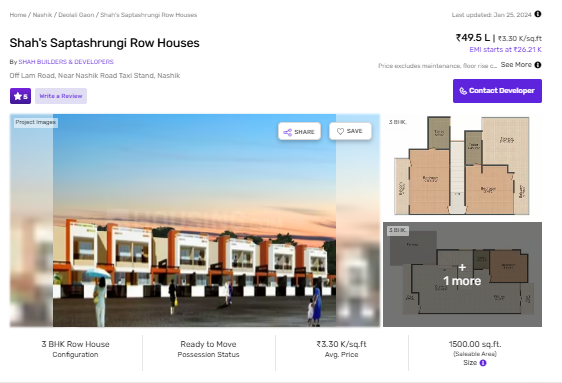 Home / Nashik / Deolali Gaon / Shah's Saptashrungi Row Houses
Last updated: Jan 25, 2024
Shah's Saptashrungi Row Houses
₹49.5 L | ₹3.30 K/sq.ft
EMI starts at ₹26.21 K
By SHAH BUILDERS & DEVELOPERS
Price excludes maintenance, floor rise c... See More
Off Lam Road, Near Nashik Road Taxi Stand, Nashik
5
Write a Review
Contact Developer
Project Images
SHARE
SAVE
3 BHK.
3 BHK.
+
1 more
3 BHK Row House
Configuration
Ready to Move
Possession Status
₹3.30 K/sq.ft
Avg. Price
1500.00 sq.ft.
(Saleable Area)
Size